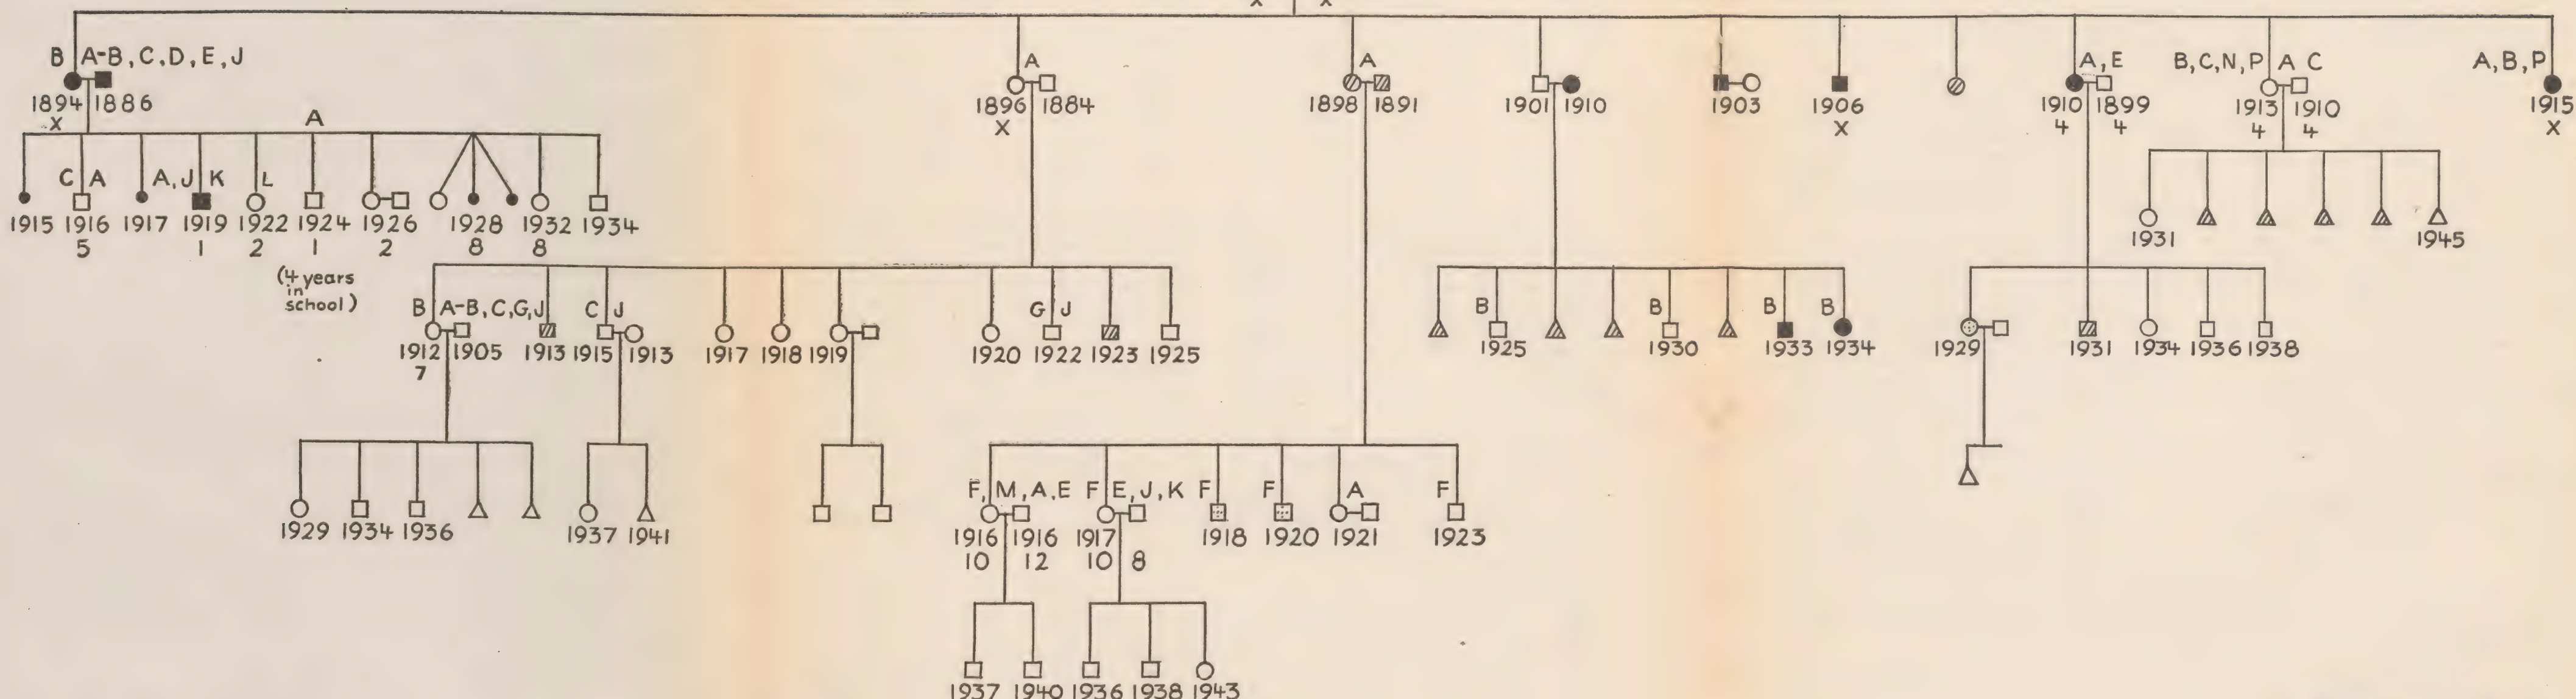 X X
B A-B, C, D, E, J
A
A
A, E
B, C, N, P A C
A, B, P
1894 1886
1896 1884
1898 1891
1901 1910
1903
1906
1910 1899
1913 1910
1915
X
X
X
4 4
4 4
X
A
C A
A, J K
L
1915 1916 1917 1919 1922 1924 1926 1928 1932 1934
5 1 2 1 2 8 8
(4 years
in
school)
1931
1945
B A-B, C, G, J
C J
G J
B
B
B
B
1912 1905 1913 1915 1913 1917 1918 1919 1920 1922 1923 1925
7
1925 1930 1933 1934
1929 1931 1934 1936 1938
F, M, A, E F E, J, K F F A F
1929 1934 1936 1937 1941
1916 1916 1917 1918 1920 1921 1923
10 12 10 8
1937 1940 1936 1938 1943